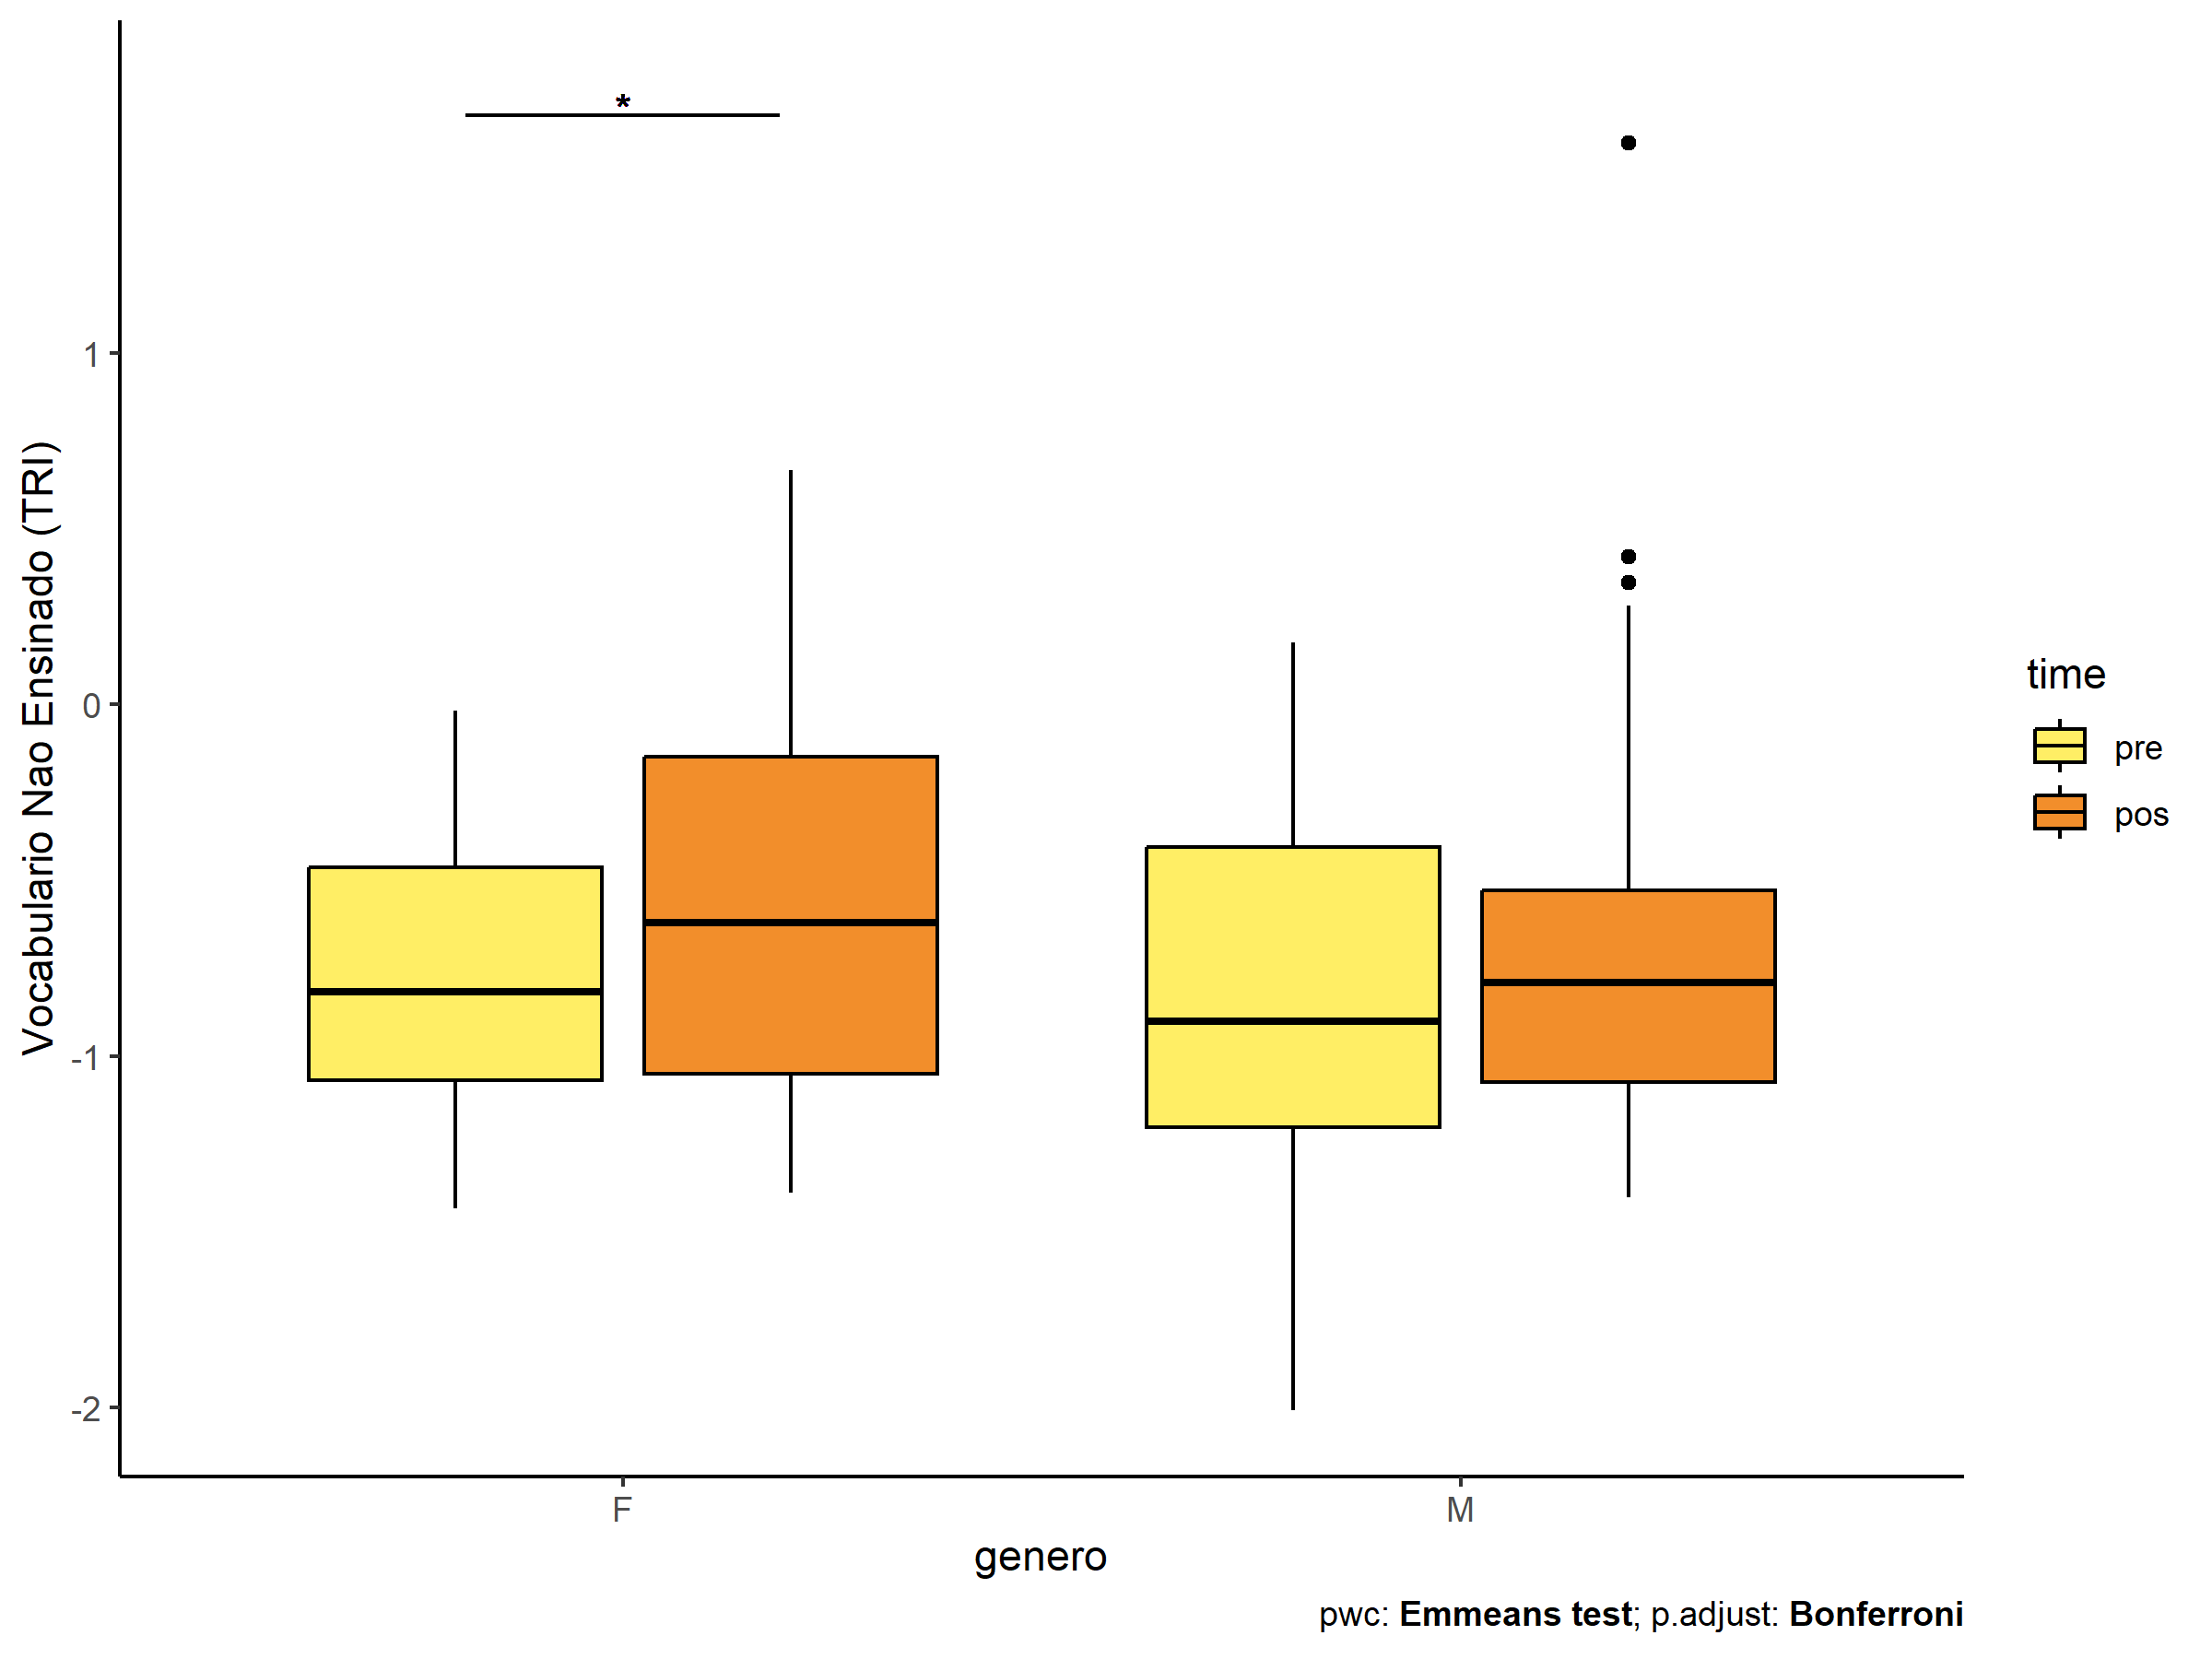 *
Vocabulario Nao Ensinado (TRI)
1
0
-1
-2
F
M
genero
time
pre
pos
pwc: Emmeans test; p.adjust: Bonferroni